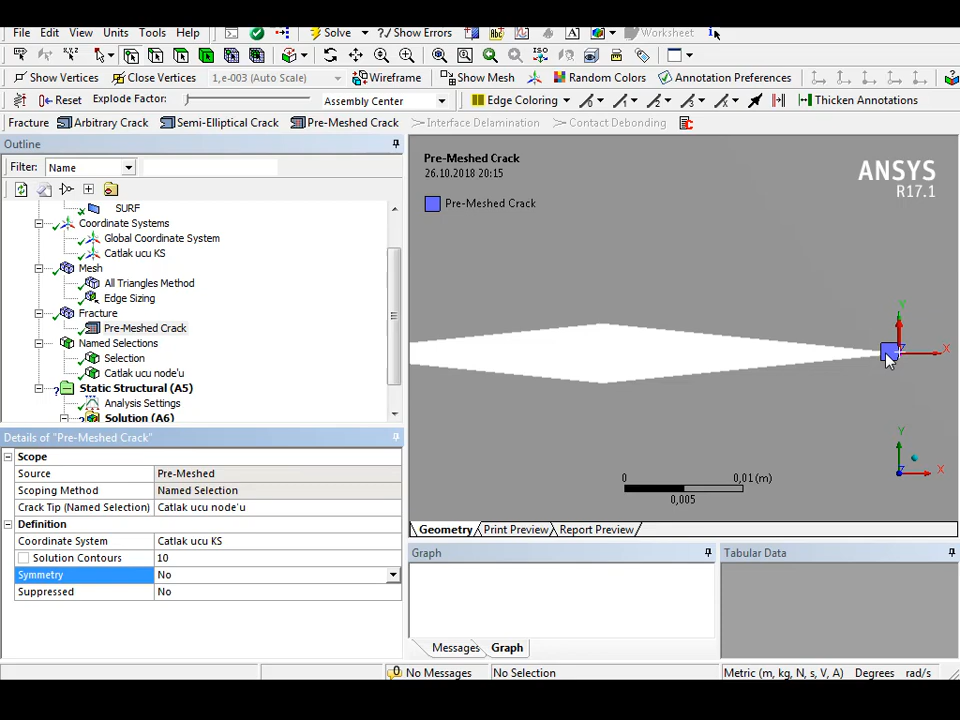 File Edit View Units Tools Help Solve Show Errors Worksheet
Show Vertices Close Vertices 1,e-003 (Auto Scale) Wireframe Show Mesh Random Colors Annotation Preferences
Reset Explode Factor: Assembly Center Edge Coloring Thicken Annotations
Fracture Arbitrary Crack Semi-Elliptical Crack Pre-Meshed Crack Interface Delamination Contact Debonding
Outline
Filter: Name
SURF
Coordinate Systems
Global Coordinate System
Catlak ucu KS
Mesh
All Triangles Method
Edge Sizing
Fracture
Pre-Meshed Crack
Named Selections
Selection
Catlak ucu node'u
Static Structural (A5)
Analysis Settings
Solution (A6)
Details of "Pre-Meshed Crack"
Scope
Source Pre-Meshed
Scoping Method Named Selection
Crack Tip (Named Selection) Catlak ucu node'u
Definition
Coordinate System Catlak ucu KS
Solution Contours 10
Symmetry No
Suppressed No
Pre-Meshed Crack
26.10.2018 20:15
Pre-Meshed Crack
ANSYS
R17.1
Y
Z
X
Y
Z
X
0 0,01 (m)
0,005
Geometry Print Preview Report Preview
Graph
Tabular Data
Messages Graph
0 No Messages No Selection Metric (m, kg, N, s, V, A) Degrees rad/s